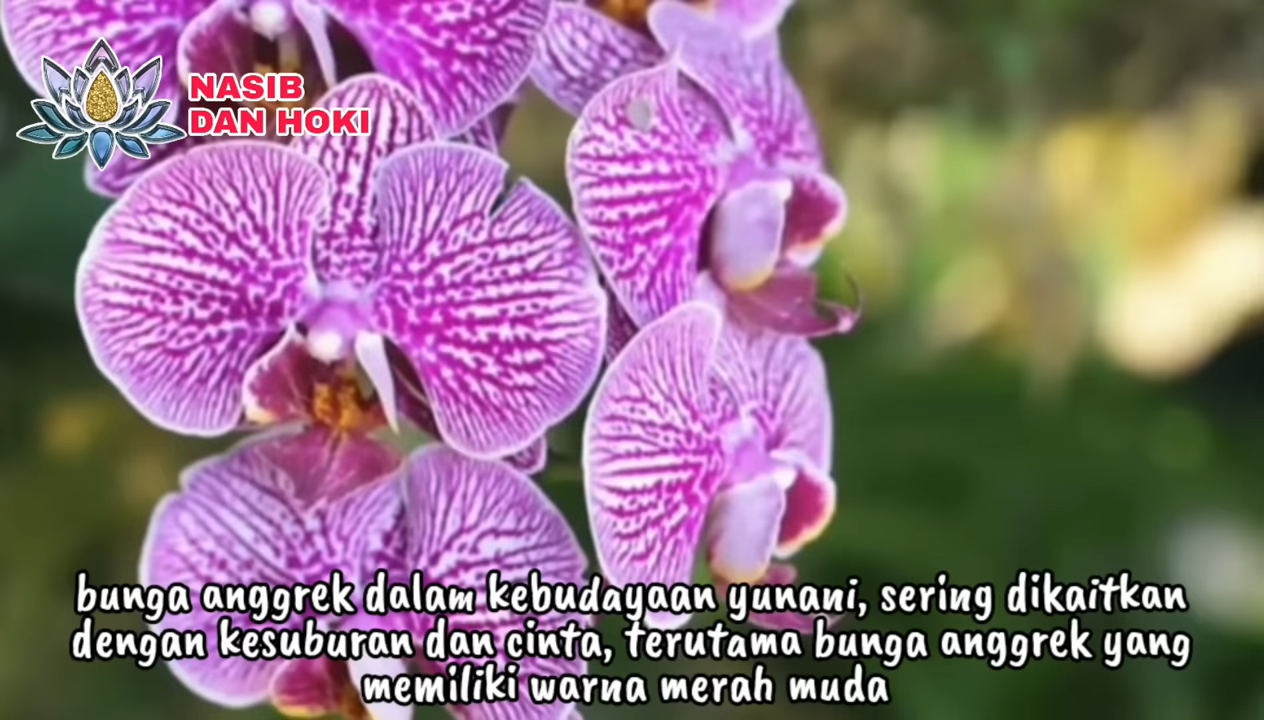 NASIB
DAN HOKI
bunga anggrek dalam kebudayaan yunani, sering dikaitkan
dengan kesuburan dan cinta, terutama bunga anggrek yang
memiliki warna merah muda